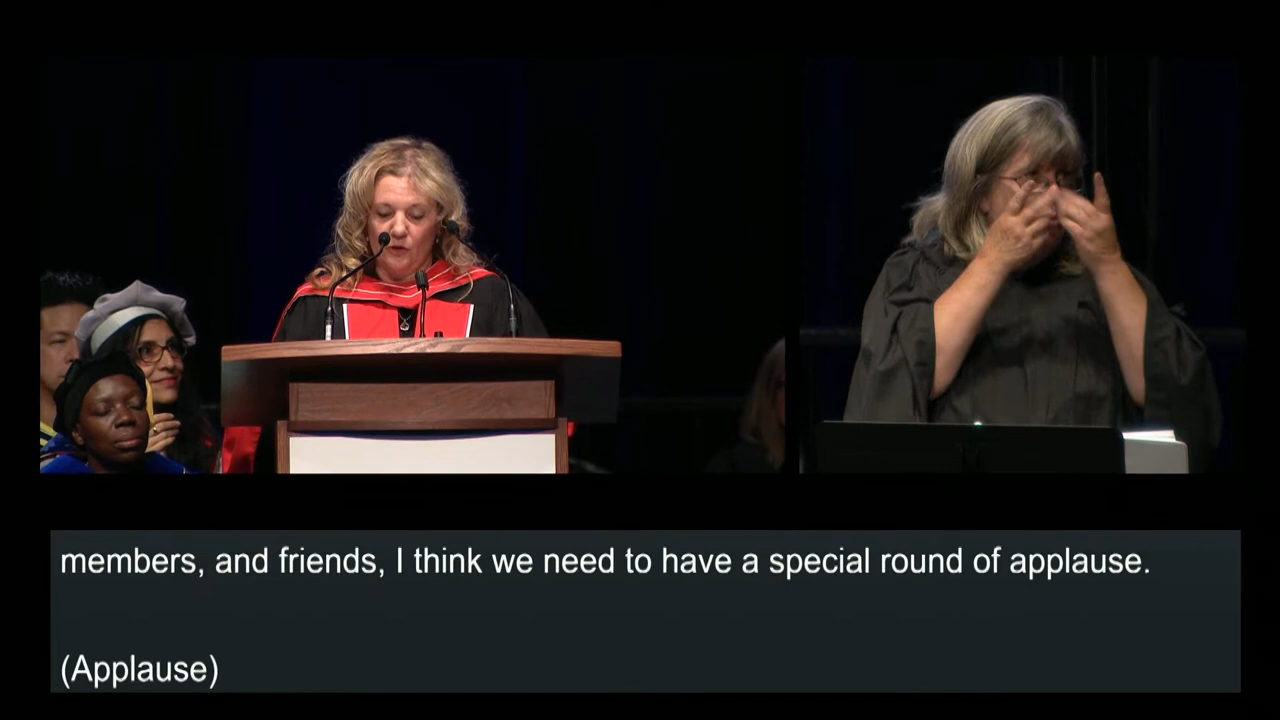 members, and friends, I think we need to have a special round of applause.
(Applause)